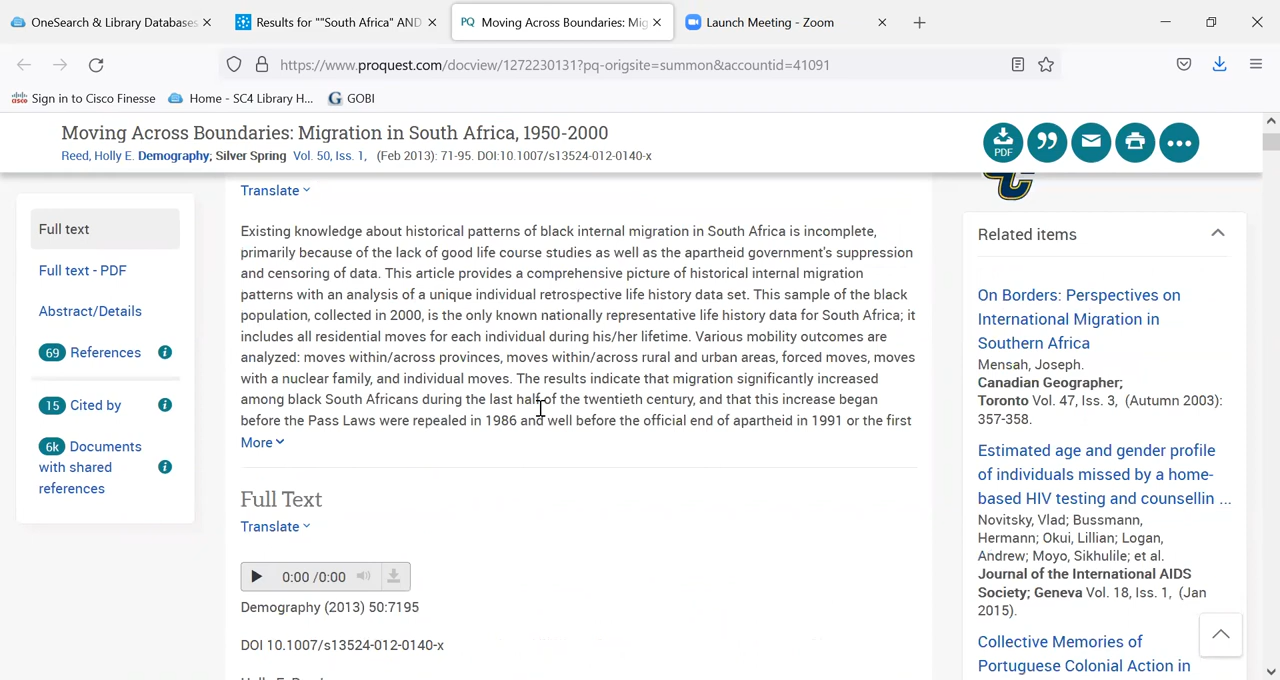 OneSearch & Library Databases
Results for ""South Africa" AND
PQ Moving Across Boundaries: Mig
Launch Meeting - Zoom
https://www.proquest.com/docview/1272230131?pq-origsite=summon&accountid=41091
Sign in to Cisco Finesse
Home - SC4 Library H...
GOBI
Moving Across Boundaries: Migration in South Africa, 1950-2000
Reed, Holly E. Demography; Silver Spring Vol. 50, Iss. 1, (Feb 2013): 71-95. DOI:10.1007/s13524-012-0140-x
PDF
Full text
Full text - PDF
Abstract/Details
69 References
15 Cited by
6k Documents
with shared
references
Translate
Existing knowledge about historical patterns of black internal migration in South Africa is incomplete,
primarily because of the lack of good life course studies as well as the apartheid government's suppression
and censoring of data. This article provides a comprehensive picture of historical internal migration
patterns with an analysis of a unique individual retrospective life history data set. This sample of the black
population, collected in 2000, is the only known nationally representative life history data for South Africa; it
includes all residential moves for each individual during his/her lifetime. Various mobility outcomes are
analyzed: moves within/across provinces, moves within/across rural and urban areas, forced moves, moves
with a nuclear family, and individual moves. The results indicate that migration significantly increased
among black South Africans during the last half of the twentieth century, and that this increase began
before the Pass Laws were repealed in 1986 and well before the official end of apartheid in 1991 or the first
More
Full Text
Translate
0:00 /0:00
Demography (2013) 50:7195
DOI 10.1007/s13524-012-0140-x
Related items
On Borders: Perspectives on
International Migration in
Southern Africa
Mensah, Joseph.
Canadian Geographer;
Toronto Vol. 47, Iss. 3, (Autumn 2003):
357-358.
Estimated age and gender profile
of individuals missed by a home-
based HIV testing and counsellin ...
Novitsky, Vlad; Bussmann,
Hermann; Okui, Lillian; Logan,
Andrew; Moyo, Sikhulile; et al.
Journal of the International AIDS
Society; Geneva Vol. 18, Iss. 1, (Jan
2015).
Collective Memories of
Portuguese Colonial Action in